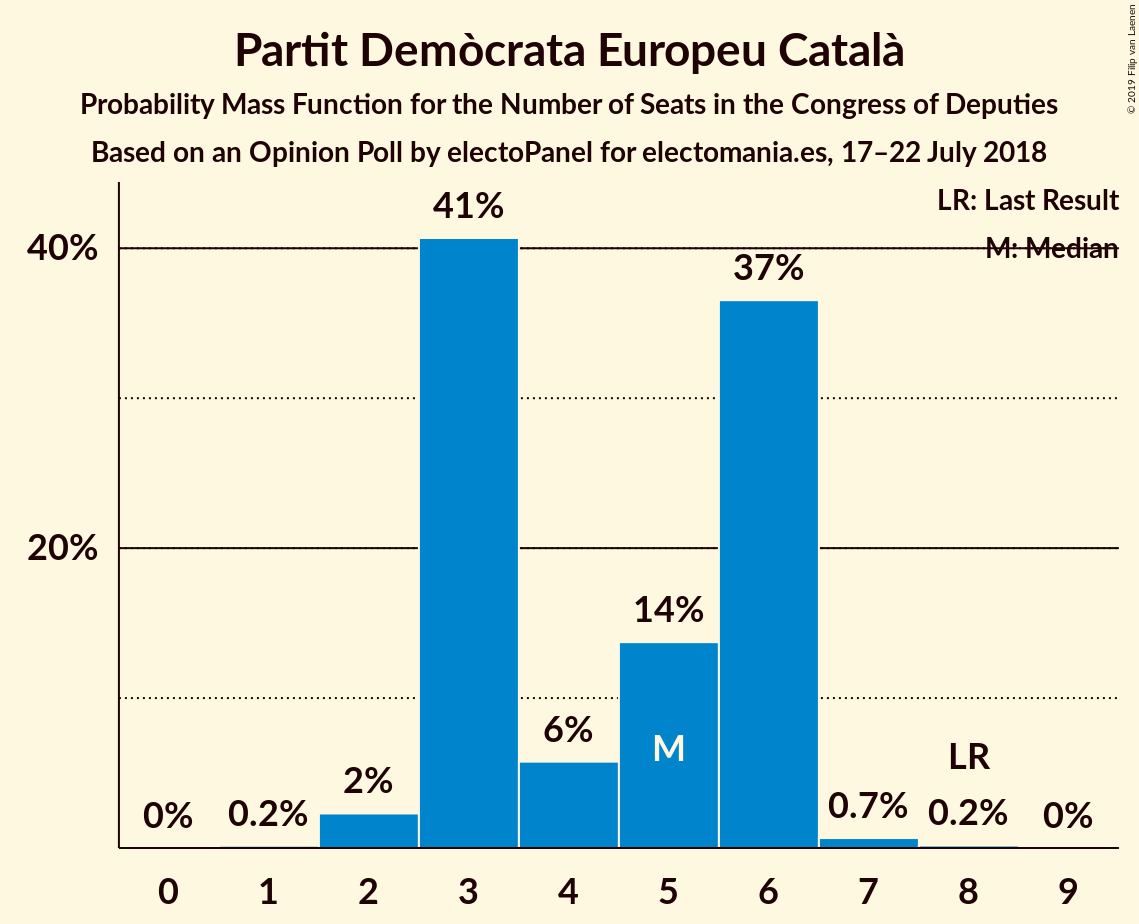 Partit Demòcrata Europeu Català
Probability Mass Function for the Number of Seats in the Congress of Deputies
Based on an Opinion Poll by electoPanel for electomania.es, 17–22 July 2018
© 2019 Filip van Laenen
LR: Last Result
M: Median
40%
20%
0%
0.2%
2%
41%
6%
14%
M
37%
0.7%
LR
0.2%
0%
0 1 2 3 4 5 6 7 8 9